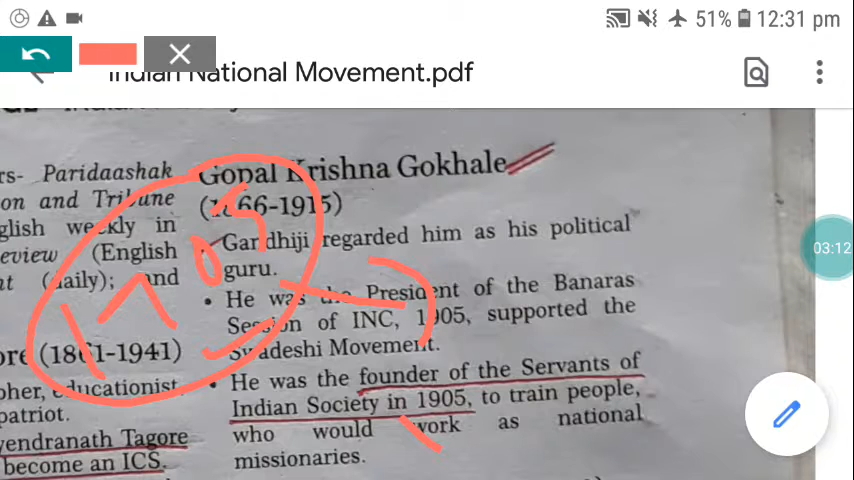 51% 12:31 pm
Indian National Movement.pdf
rs- Paridaashak
on and Tribune
glish weekly in
eview (English
nt (daily); and
ore (1861-1941)
oher, educationist
patriot.
yendranath Tagore
become an ICS.
Gopal Krishna Gokhale
(1866-1915)
Gandhiji regarded him as his political
guru.
• He was the President of the Banaras
Session of INC, 1905, supported the
Swadeshi Movement.
• He was the founder of the Servants of
Indian Society in 1905, to train people,
who would work as national
missionaries.
03:12